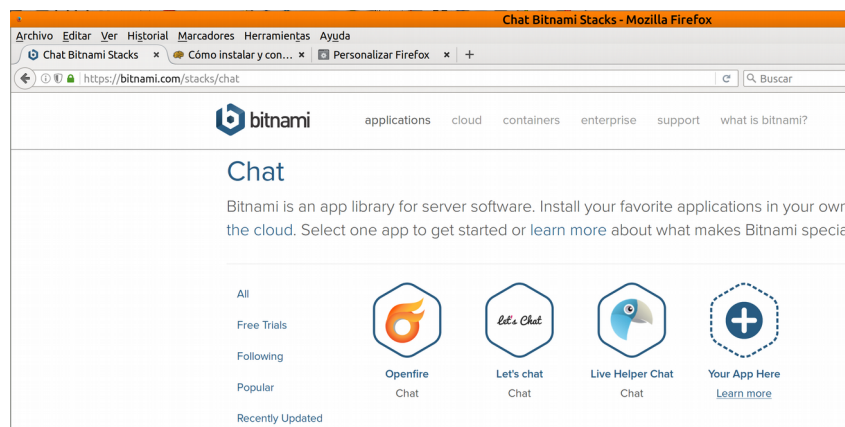 Chat Bitnami Stacks - Mozilla Firefox
Archivo Editar Ver Historial Marcadores Herramientas Ayuda
Chat Bitnami Stacks × Cómo instalar y con... × Personalizar Firefox × +
https://bitnami.com/stacks/chat Buscar
bitnami applications cloud containers enterprise support what is bitnami?
Chat
Bitnami is an app library for server software. Install your favorite applications in your own
the cloud. Select one app to get started or learn more about what makes Bitnami specia
All
Free Trials
Following
Popular
Recently Updated
let's Chat
Openfire Let's chat Live Helper Chat Your App Here
Chat Chat Chat Learn more